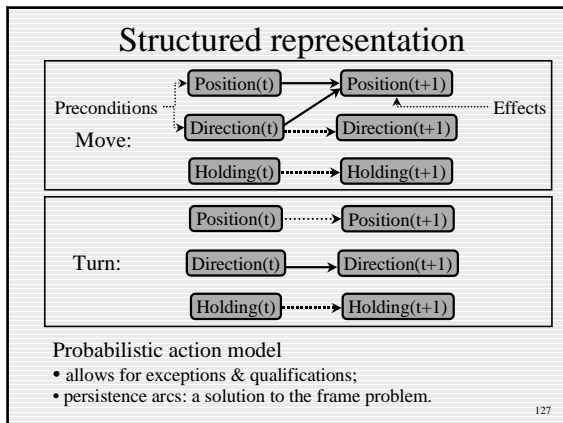 Structured representation
Position(t) Position(t+1)
Preconditions Effects
Direction(t) Direction(t+1)
Move:
Holding(t) Holding(t+1)
Position(t) Position(t+1)
Turn: Direction(t) Direction(t+1)
Holding(t) Holding(t+1)
Probabilistic action model
• allows for exceptions & qualifications;
• persistence arcs: a solution to the frame problem.
127